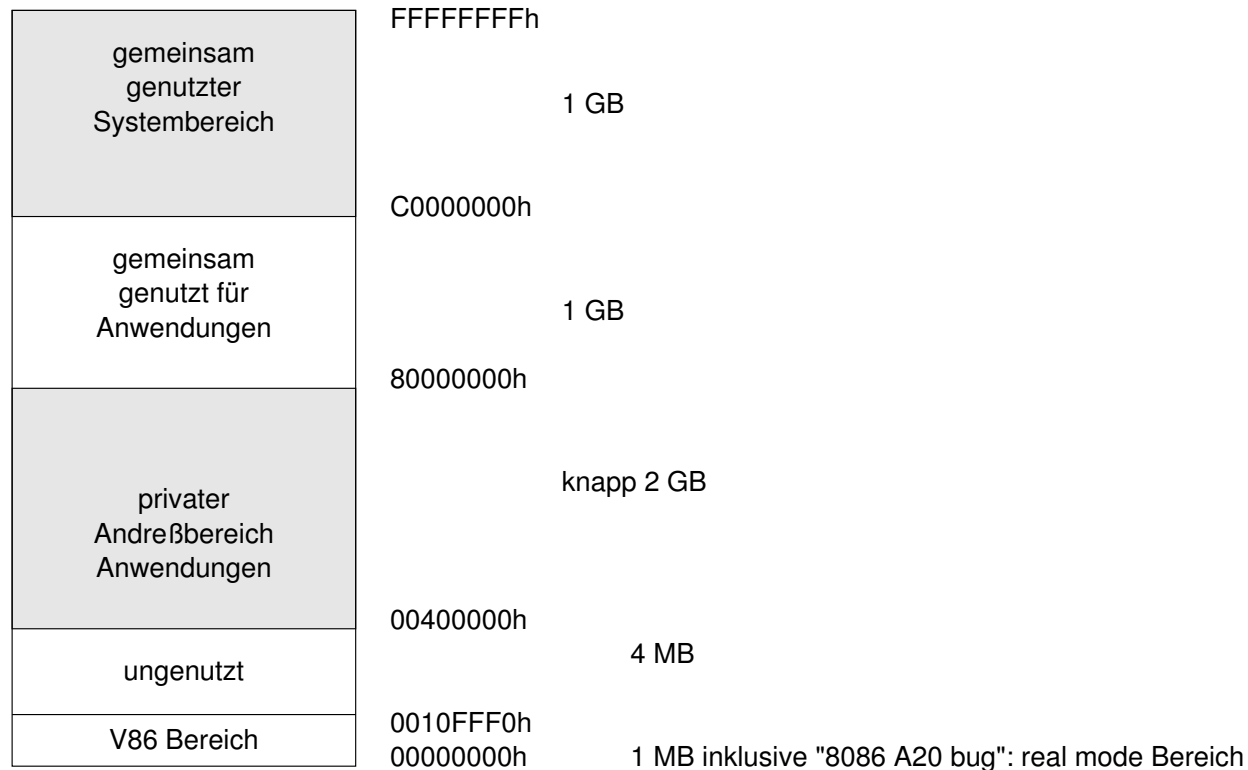 FFFFFFFFh
gemeinsam
genutzter
Systembereich
1 GB
C0000000h
gemeinsam
genutzt für
Anwendungen
1 GB
80000000h
knapp 2 GB
privater
Andreßbereich
Anwendungen
00400000h
4 MB
ungenutzt
0010FFF0h
V86 Bereich
00000000h
1 MB inklusive "8086 A20 bug": real mode Bereich